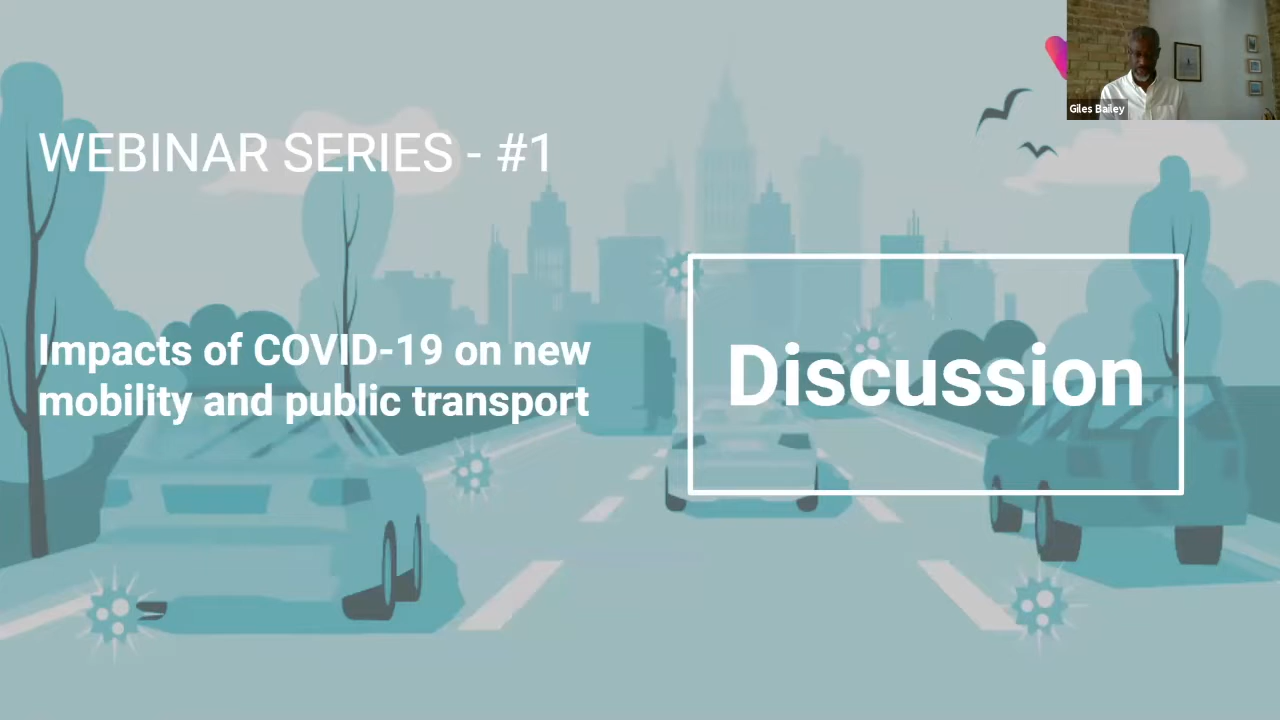 WEBINAR SERIES - #1
Giles Bailey
Impacts of COVID-19 on new
mobility and public transport
Discussion